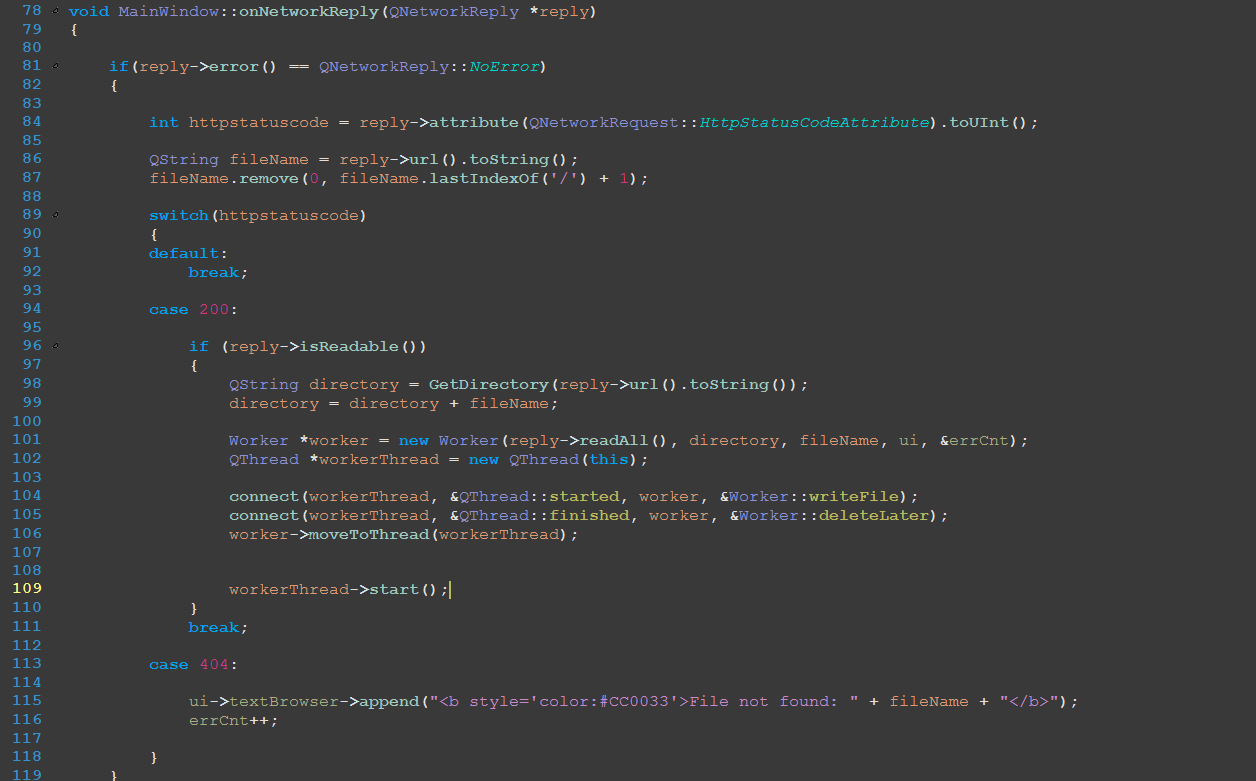 78 void MainWindow::onNetworkReply(QNetworkReply *reply)
79 {
80
81     if(reply->error() == QNetworkReply::NoError)
82     {
83
84         int httpstatuscode = reply->attribute(QNetworkRequest::HttpStatusCodeAttribute).toUInt();
85
86         QString fileName = reply->url().toString();
87         fileName.remove(0, fileName.lastIndexOf('/') + 1);
88
89         switch(httpstatuscode)
90         {
91         default:
92             break;
93
94         case 200:
95
96             if (reply->isReadable())
97             {
98                 QString directory = GetDirectory(reply->url().toString());
99                 directory = directory + fileName;
100
101                 Worker *worker = new Worker(reply->readAll(), directory, fileName, ui, &errCnt);
102                 QThread *workerThread = new QThread(this);
103
104                 connect(workerThread, &QThread::started, worker, &Worker::writeFile);
105                 connect(workerThread, &QThread::finished, worker, &Worker::deleteLater);
106                 worker->moveToThread(workerThread);
107
108
109                 workerThread->start();
110             }
111             break;
112
113         case 404:
114
115             ui->textBrowser->append("<b style='color:#CC0033'>File not found: " + fileName + "</b>");
116             errCnt++;
117
118         }
119     }